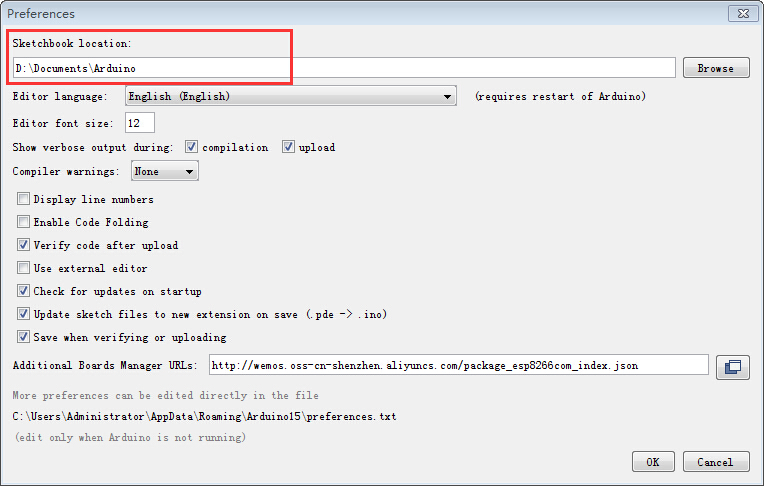 Preferences
Sketchbook location:
D:\Documents\Arduino
Browse
Editor language: English (English) (requires restart of Arduino)
Editor font size: 12
Show verbose output during: compilation upload
Compiler warnings: None
Display line numbers
Enable Code Folding
Verify code after upload
Use external editor
Check for updates on startup
Update sketch files to new extension on save (.pde -> .ino)
Save when verifying or uploading
Additional Boards Manager URLs: http://wemos.oss-cn-shenzhen.aliyuncs.com/package_esp8266com_index.json
More preferences can be edited directly in the file
C:\Users\Administrator\AppData\Roaming\Arduino15\preferences.txt
(edit only when Arduino is not running)
OK Cancel